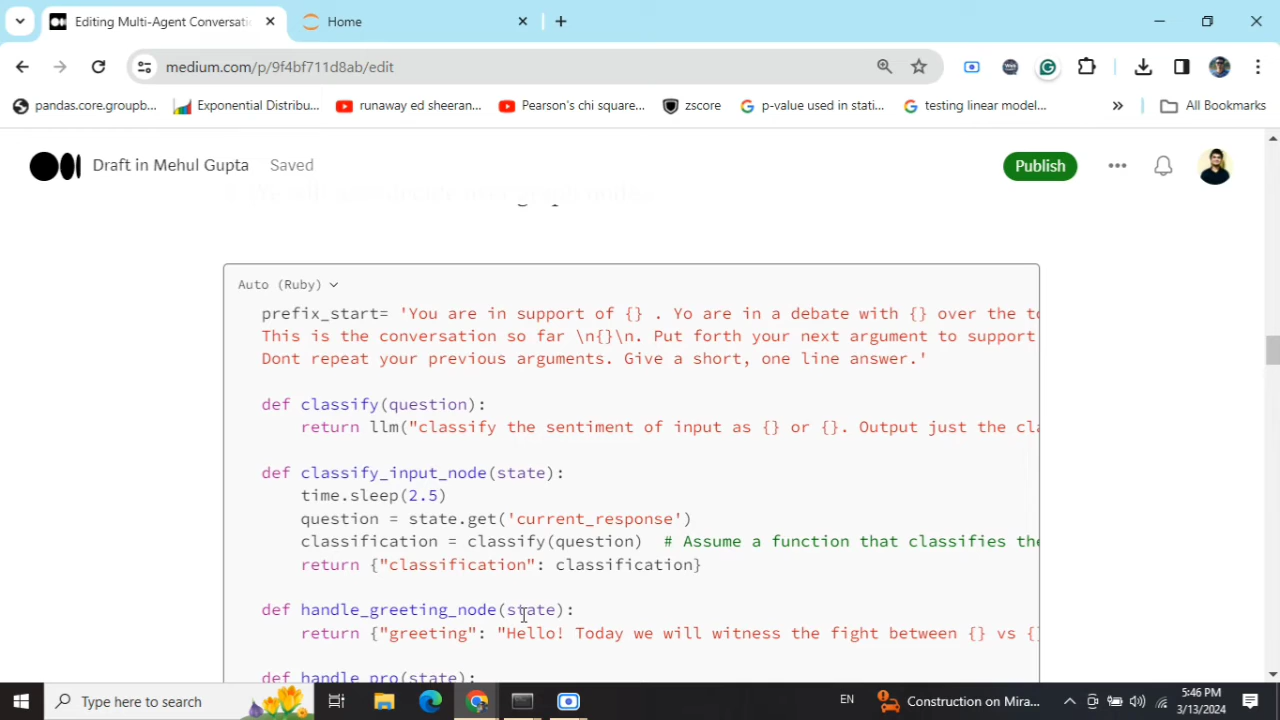 Editing Multi-Agent Conversatio
Home
medium.com/p/9f4bf711d8ab/edit
pandas.core.groupb...
Exponential Distribu...
runaway ed sheeran...
Pearson's chi square...
zscore
p-value used in stati...
testing linear model...
»
All Bookmarks
Draft in Mehul Gupta
Saved
Publish
Auto (Ruby)
prefix_start= 'You are in support of {} . Yo are in a debate with {} over the to
This is the conversation so far \n{}\n. Put forth your next argument to support
Dont repeat your previous arguments. Give a short, one line answer.'
def classify(question):
return llm("classify the sentiment of input as {} or {}. Output just the cla
def classify_input_node(state):
time.sleep(2.5)
question = state.get('current_response')
classification = classify(question)  # Assume a function that classifies the
return {"classification": classification}
def handle_greeting_node(state):
return {"greeting": "Hello! Today we will witness the fight between {} vs {}
def handle_pro(state):
Type here to search
EN
Construction on Mira...
5:46 PM
3/13/2024